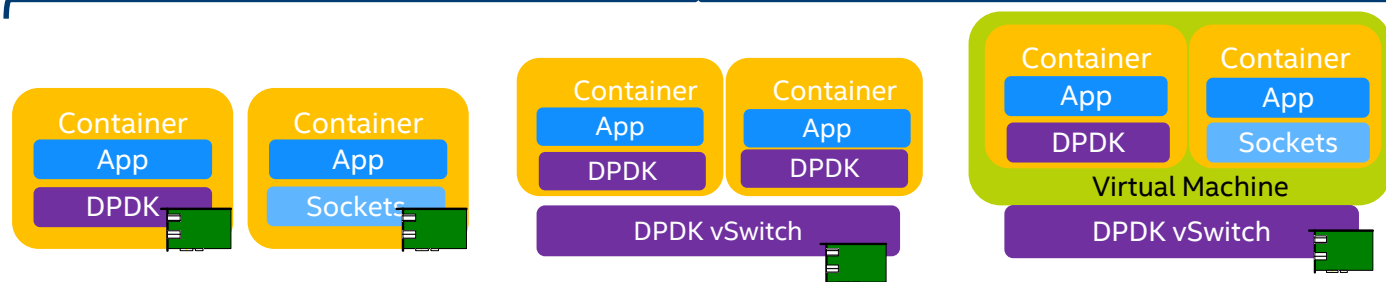 Container
App
DPDK
Container
App
Sockets
Container
App
DPDK
Container
App
DPDK
DPDK vSwitch
Container
App
DPDK
Container
App
Sockets
Virtual Machine
DPDK vSwitch